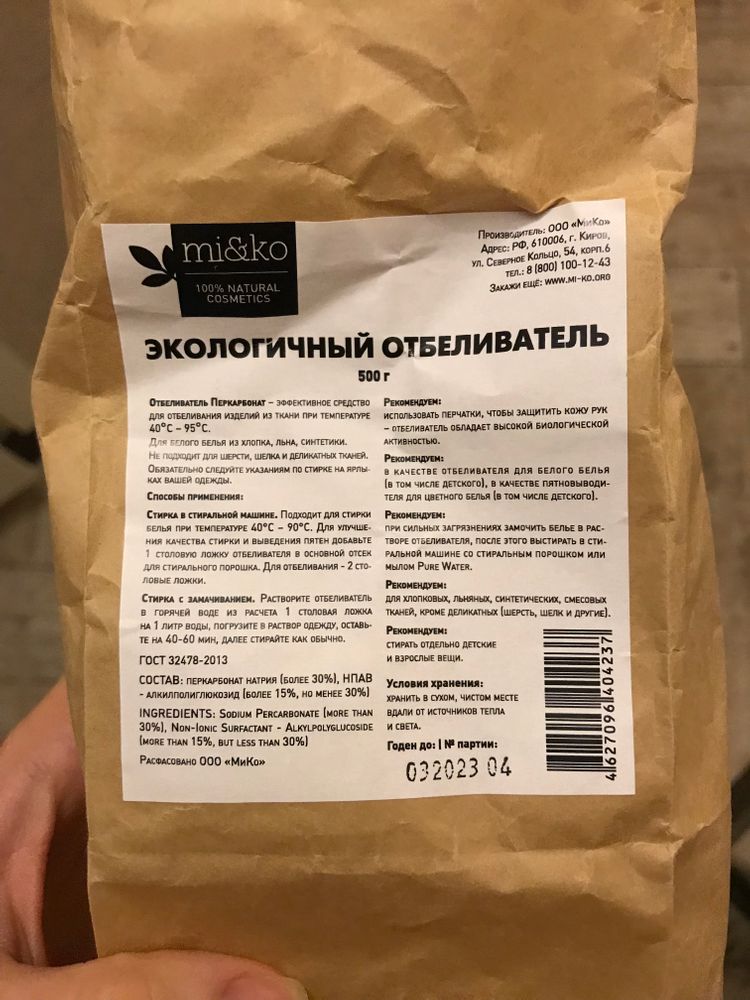 mi&ko
100% NATURAL
COSMETICS
Производитель: ООО «МиКо»
Адрес: РФ, 610006, г. Киров,
ул. Северное Кольцо, 54, корп.6
тел.: 8 (800) 100-12-43
Закажи ещё: www.mi-ko.org
ЭКОЛОГИЧНЫЙ ОТБЕЛИВАТЕЛЬ
500 г
Отбеливатель Перкарбонат – эффективное средство
для отбеливания изделий из ткани при температуре
40°С – 95°С.
Для белого белья из хлопка, льна, синтетики.
Не подходит для шерсти, шелка и деликатных тканей.
Обязательно следуйте указаниям по стирке на ярлы-
ках вашей одежды.
Способы применения:
Стирка в стиральной машине. Подходит для стирки
белья при температуре 40°С – 90°С. Для улучше-
ния качества стирки и выведения пятен добавьте
1 столовую ложку отбеливателя в основной отсек
для стирального порошка. Для отбеливания - 2 сто-
ловые ложки.
Стирка с замачиванием. Растворите отбеливатель
в горячей воде из расчета 1 столовая ложка
на 1 литр воды, погрузите в раствор одежду, оставь-
те на 40-60 мин, далее стирайте как обычно.
ГОСТ 32478-2013
СОСТАВ: перкарбонат натрия (более 30%), НПАВ
- алкилполиглюкозид (более 15%, но менее 30%)
INGREDIENTS: Sodium Percarbonate (more than
30%), Non-Ionic Surfactant - Alkylpolyglucoside
(more than 15%, but less than 30%)
Расфасовано ООО «МиКо»
Рекомендуем:
использовать перчатки, чтобы защитить кожу рук
– отбеливатель обладает высокой биологической
активностью.
Рекомендуем:
в качестве отбеливателя для белого белья
(в том числе детского), в качестве пятновыводи-
теля для цветного белья (в том числе детского).
Рекомендуем:
при сильных загрязнениях замочить белье в рас-
творе отбеливателя, после этого выстирать в сти-
ральной машине со стиральным порошком или
мылом Pure Water.
Рекомендуем:
для хлопковых, льняных, синтетических, смесовых
тканей, кроме деликатных (шерсть, шелк и другие).
Рекомендуем:
стирать отдельно детские
и взрослые вещи.
Условия хранения:
хранить в сухом, чистом месте
вдали от источников тепла
и света.
Годен до: | № партии:
032023 04
4627096404237